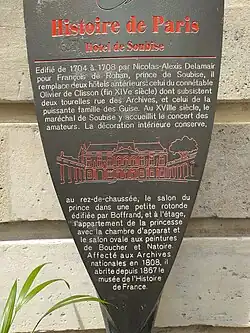 Histoire de Paris
Hôtel de Soubise
Edifié de 1704 à 1708 par Nicolas-Alexis Delamair
pour François de Rohan, prince de Soubise, il
remplace deux hôtels antérieurs: celui du connétable
Olivier de Clisson (fin XIVe siècle) dont subsistent
deux tourelles rue des Archives, et celui de la
puissante famille des Guise. Au XVIIIe siècle, le
maréchal de Soubise y accueillit le concert des
amateurs. La décoration intérieure conserve,
au rez-de-chaussée, le salon du
prince dans une petite rotonde
édifiée par Boffrand, et à l'étage,
l'appartement de la princesse
avec la chambre d'apparat et
le salon ovale aux peintures
de Boucher et Natoire.
Affecté aux Archives
nationales en 1808, il
abrite depuis 1867 le
musée de l'Histoire
de France.